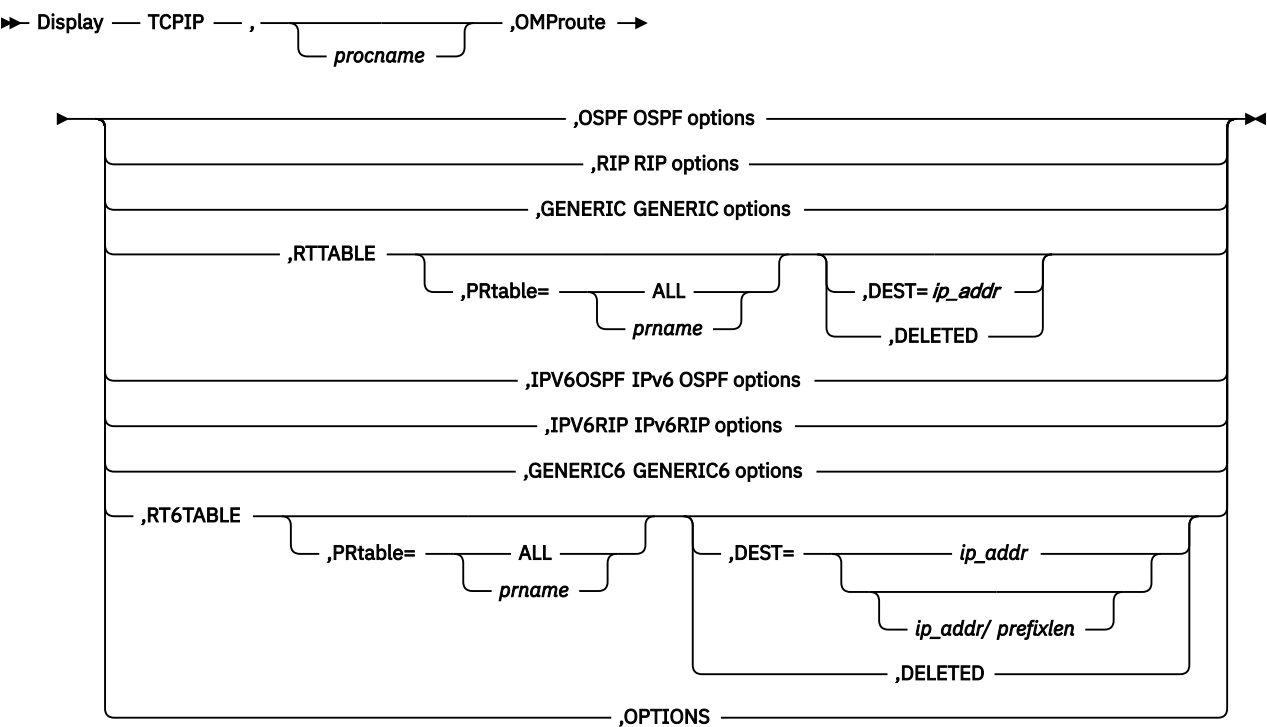 Display TCPIP , ,OMProute
procname
,OSPF OSPF options
,RIP RIP options
,GENERIC GENERIC options
,RTTABLE
,PRtable= ALL ,DEST= ip_addr
prname ,DELETED
,IPV6OSPF IPv6 OSPF options
,IPV6RIP IPv6RIP options
,GENERIC6 GENERIC6 options
,RT6TABLE
,PRtable= ALL ,DEST= ip_addr
prname
ip_addr/ prefixlen
,DELETED
,OPTIONS